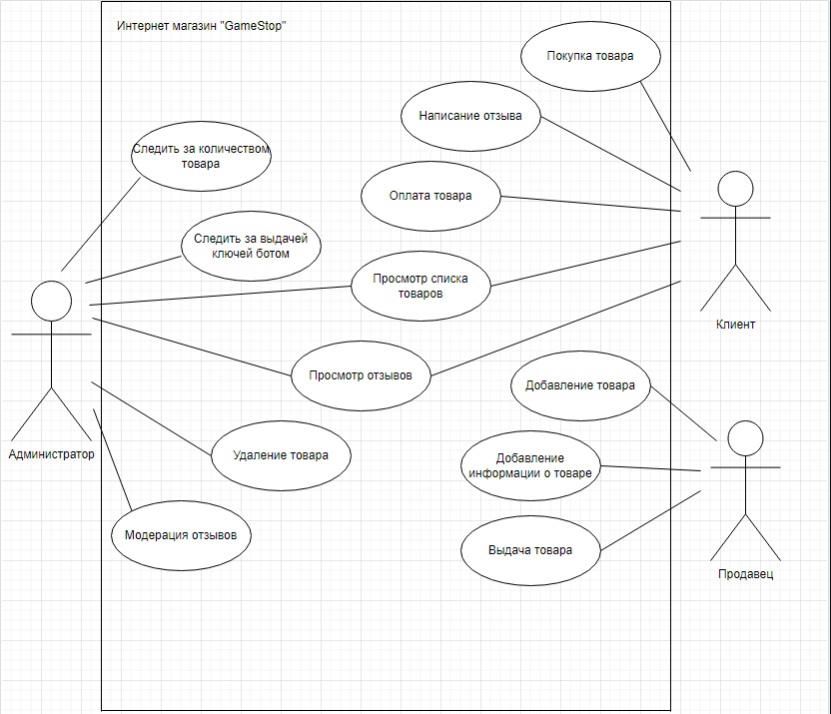 Интернет магазин "GameStop"
Покупка товара
Написание отзыва
Следить за количеством
товара
Оплата товара
Следить за выдачей
ключей ботом
Просмотр списка
товаров
Клиент
Просмотр отзывов
Добавление товара
Администратор
Удаление товара
Добавление
информации о товаре
Модерация отзывов
Выдача товара
Продавец